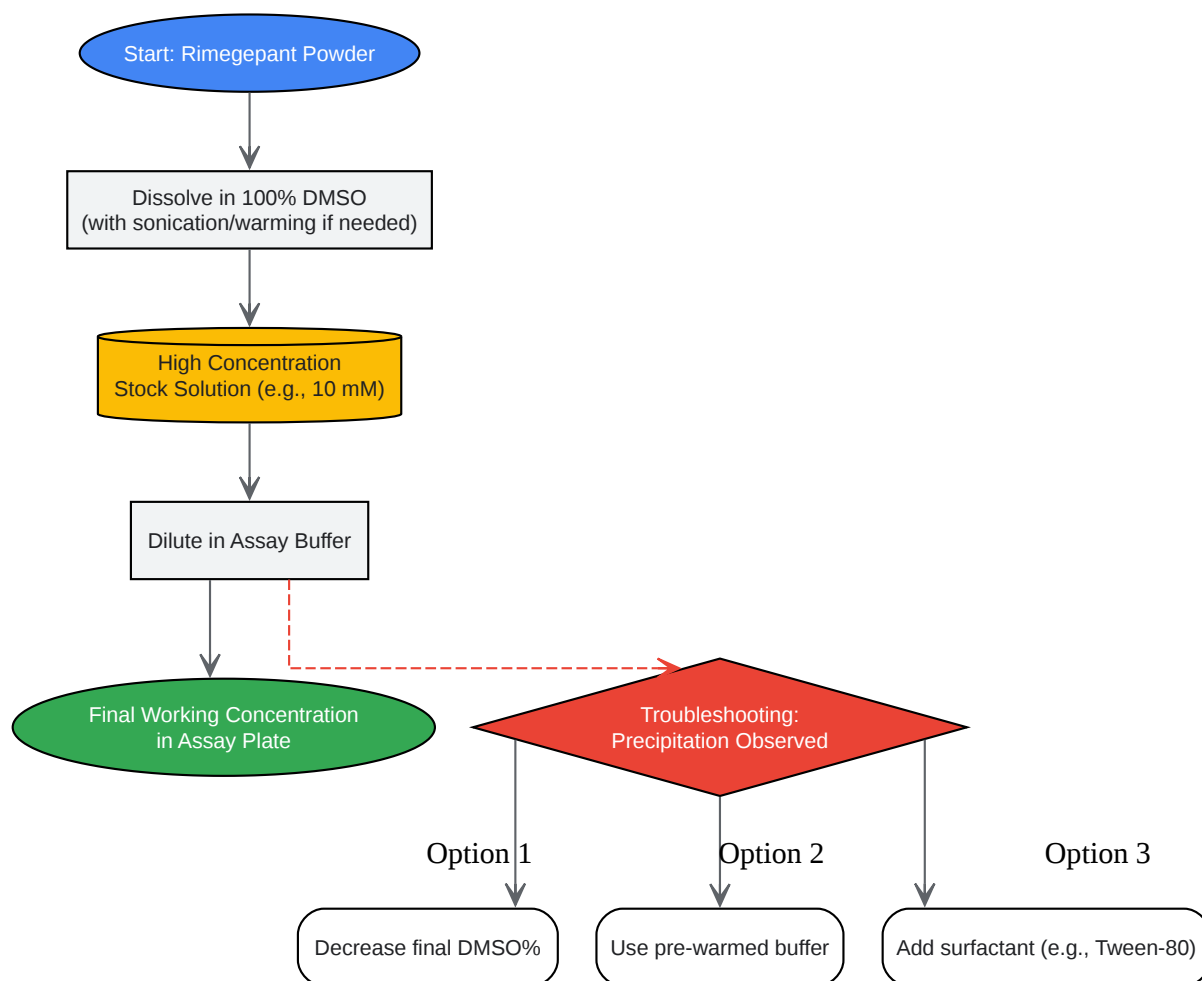 Start: Rimegepant Powder
Dissolve in 100% DMSO
(with sonication/warming if needed)
High Concentration
Stock Solution (e.g., 10 mM)
Dilute in Assay Buffer
Final Working Concentration
in Assay Plate
Troubleshooting:
Precipitation Observed
Option 1
Option 2
Option 3
Decrease final DMSO%
Use pre-warmed buffer
Add surfactant (e.g., Tween-80)